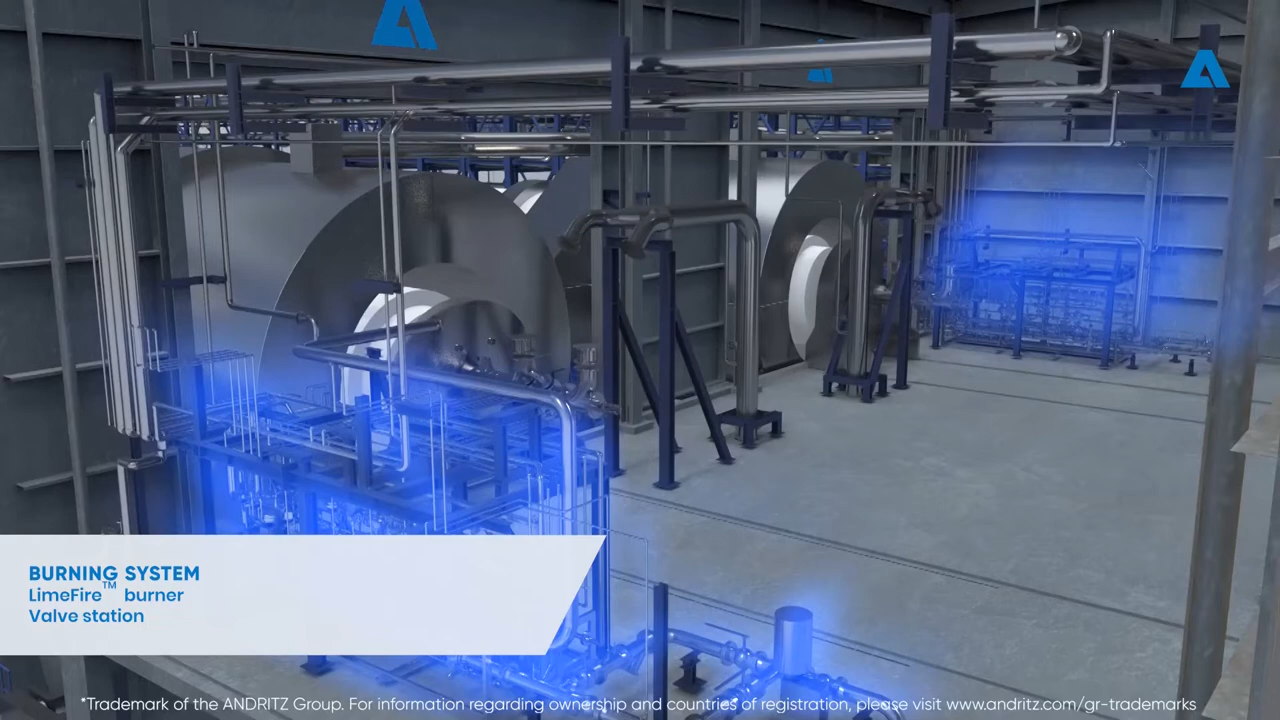 BURNING SYSTEM
LimeFire™ burner
Valve station
*Trademark of the ANDRITZ Group. For information regarding ownership and countries of registration, please visit www.andritz.com/gr-trademarks